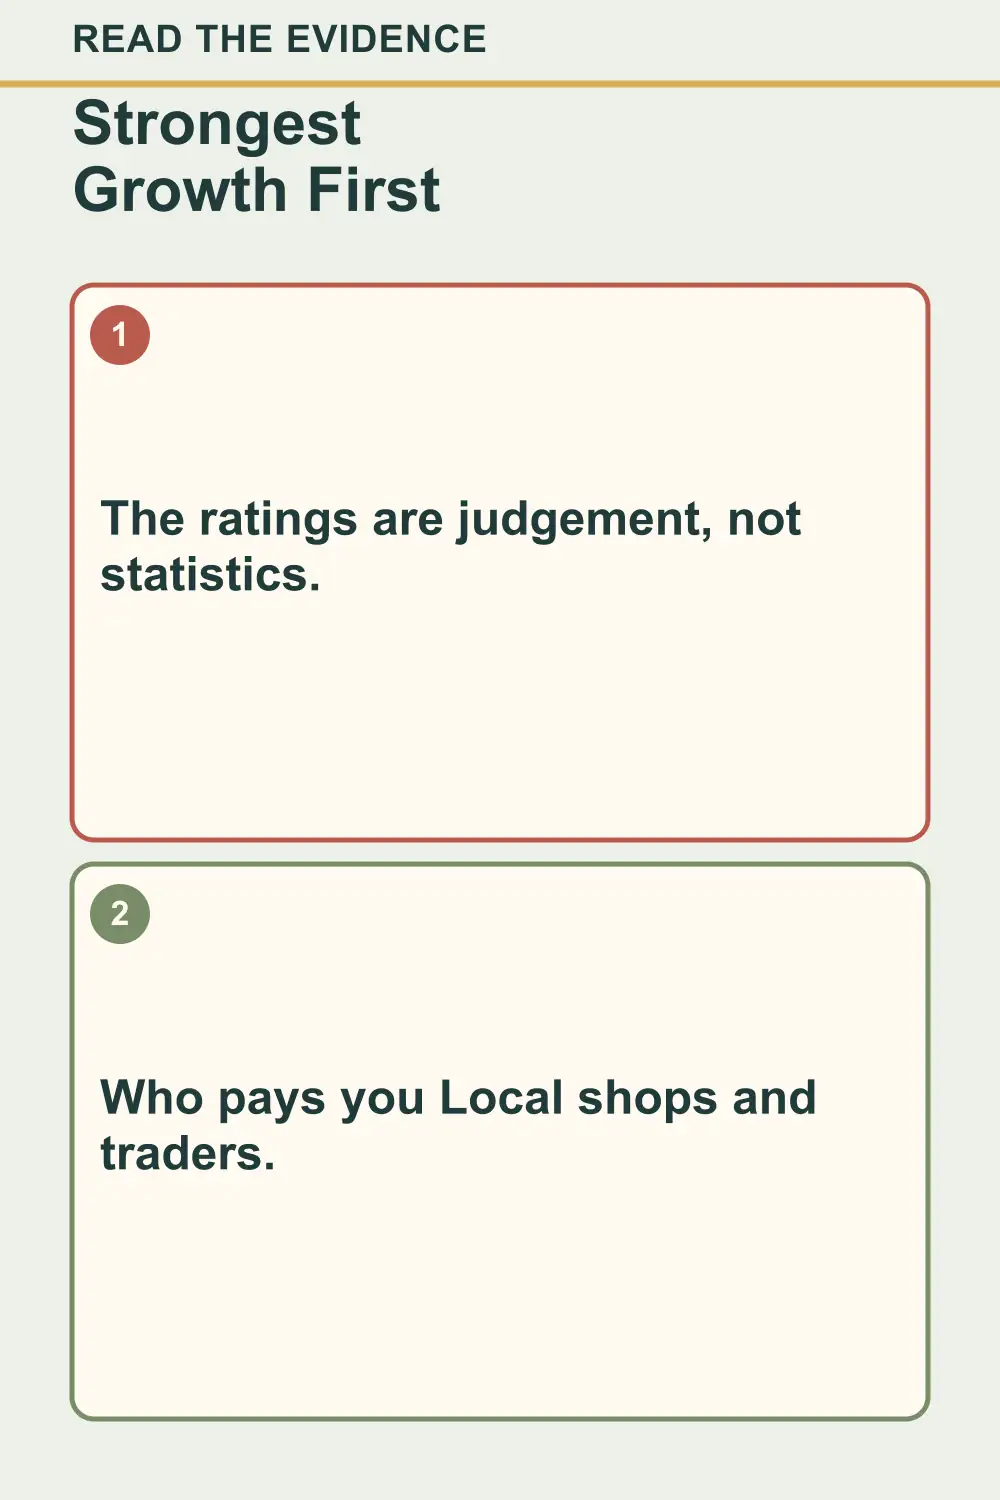 READ THE EVIDENCE
Strongest
Growth First
1
The ratings are judgement, not
statistics.
2
Who pays you Local shops and
traders.